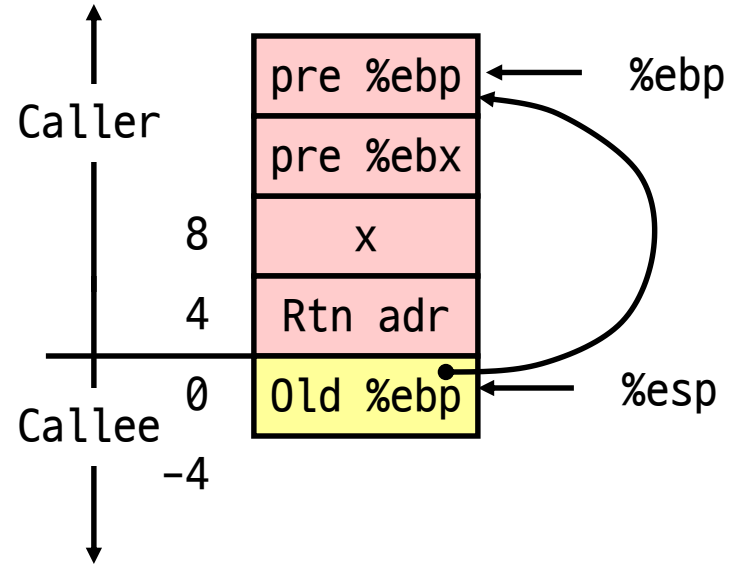 pre %ebp
%ebp
Caller
pre %ebx
8
x
4
Rtn adr
0
Old %ebp
%esp
Callee
-4